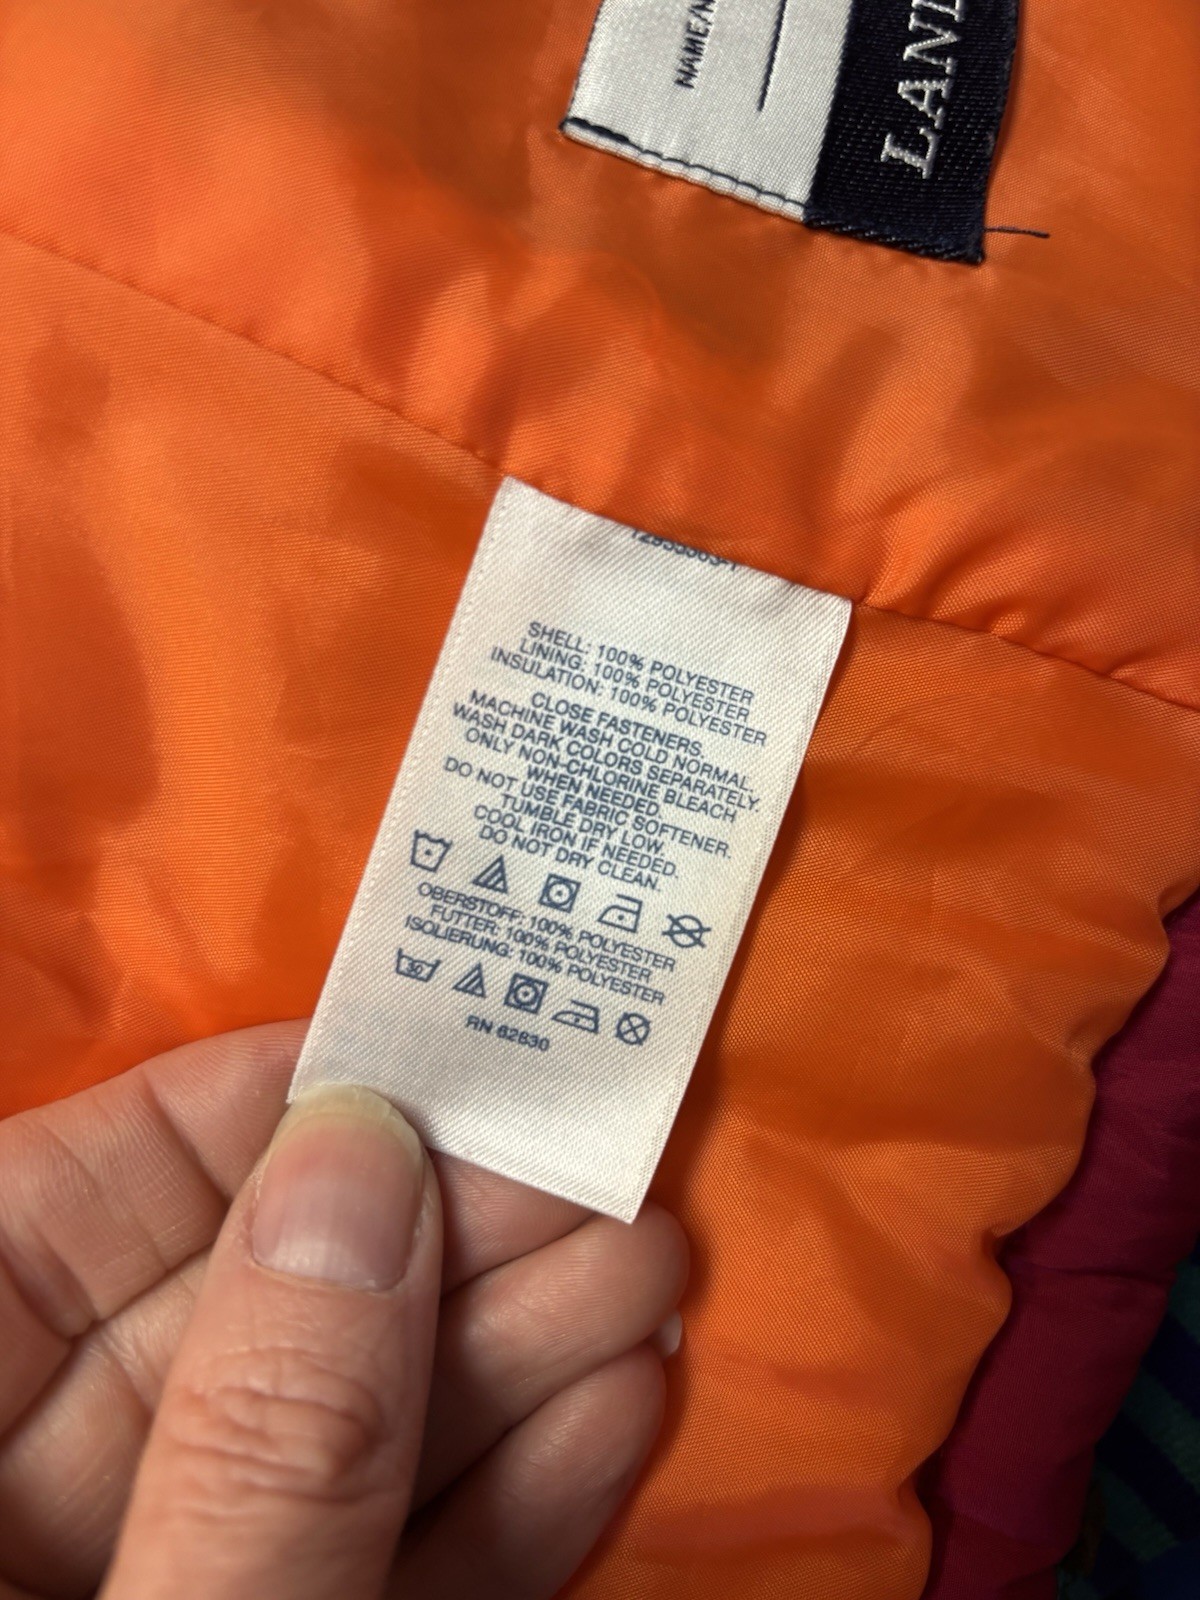 NAME/N
LAND
SHELL: 100% POLYESTER
LINING: 100% POLYESTER
INSULATION: 100% POLYESTER
CLOSE FASTENERS.
MACHINE WASH COLD NORMAL.
WASH DARK COLORS SEPARATELY.
ONLY NON-CHLORINE BLEACH
WHEN NEEDED.
DO NOT USE FABRIC SOFTENER.
TUMBLE DRY LOW.
COOL IRON IF NEEDED.
DO NOT DRY CLEAN.
OBERSTOFF: 100% POLYESTER
FUTTER: 100% POLYESTER
ISOLIERUNG: 100% POLYESTER
30
RN 62830